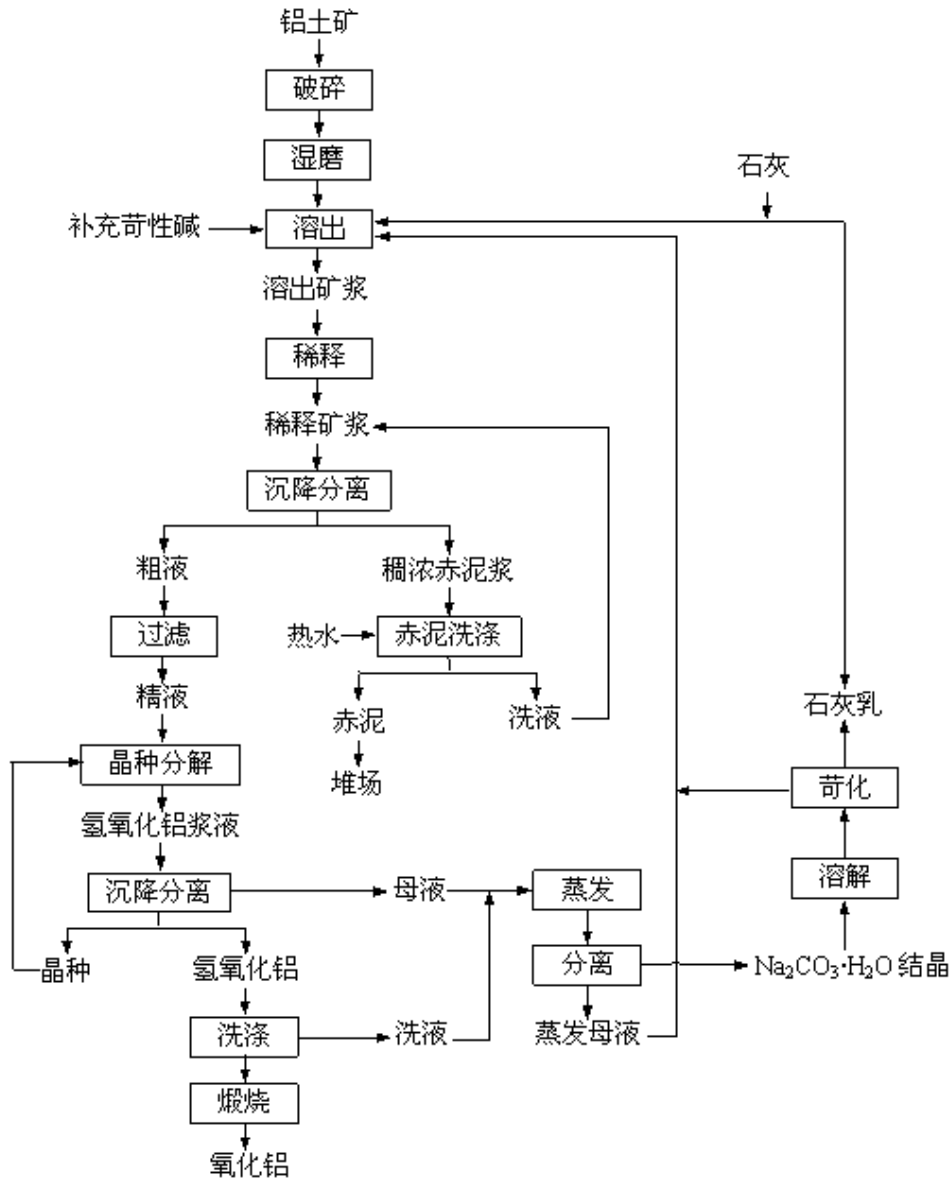 铝土矿
破碎
湿磨
石灰
补充苛性碱
溶出
溶出矿浆
稀释
稀释矿浆
沉降分离
粗液
稠浓赤泥浆
过滤
热水
赤泥洗涤
精液
赤泥
洗液
石灰乳
晶种分解
堆场
苛化
氢氧化铝浆液
沉降分离
母液
蒸发
溶解
晶种
氢氧化铝
分离
Na₂CO₃·H₂O 结晶
洗涤
洗液
蒸发母液
煅烧
氧化铝